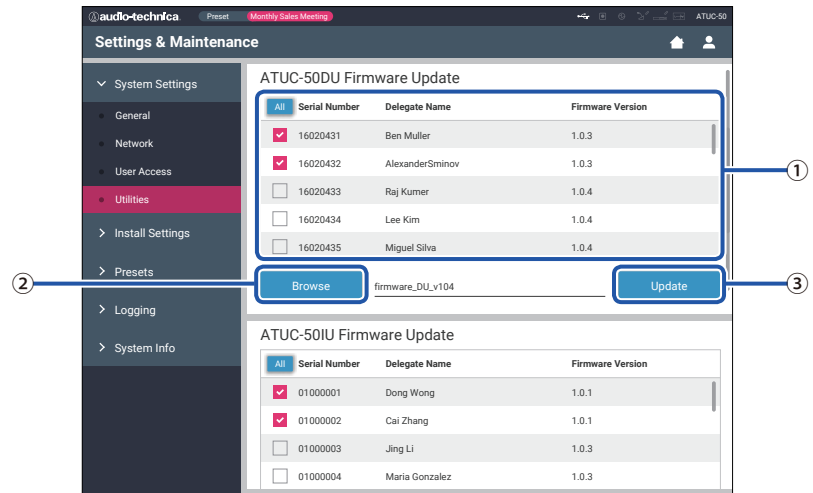 audio-technica Preset Monthly Sales Meeting ATUC-50
Settings & Maintenance
System Settings
General
Network
User Access
Utilities
Install Settings
Presets
Logging
System Info
ATUC-50DU Firmware Update
All Serial Number Delegate Name Firmware Version
16020431 Ben Muller 1.0.3
16020432 AlexanderSminov 1.0.3
16020433 Raj Kumer 1.0.4
16020434 Lee Kim 1.0.4
16020435 Miguel Silva 1.0.4
①
② Browse firmware_DU_v104 Update ③
ATUC-50IU Firmware Update
All Serial Number Delegate Name Firmware Version
01000001 Dong Wong 1.0.1
01000002 Cai Zhang 1.0.1
01000003 Jing Li 1.0.3
01000004 Maria Gonzalez 1.0.3